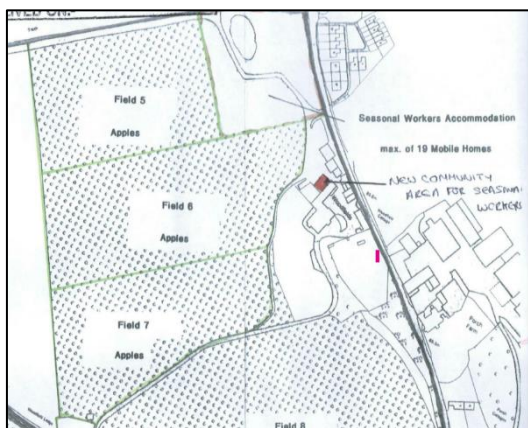 Field 5
Apples
Seasonal Workers Accommodation
max. of 19 Mobile Homes
NEW COMMUNITY
AREA FOR SEASONAL
WORKERS
Field 6
Apples
Field 7
Apples
Field 8